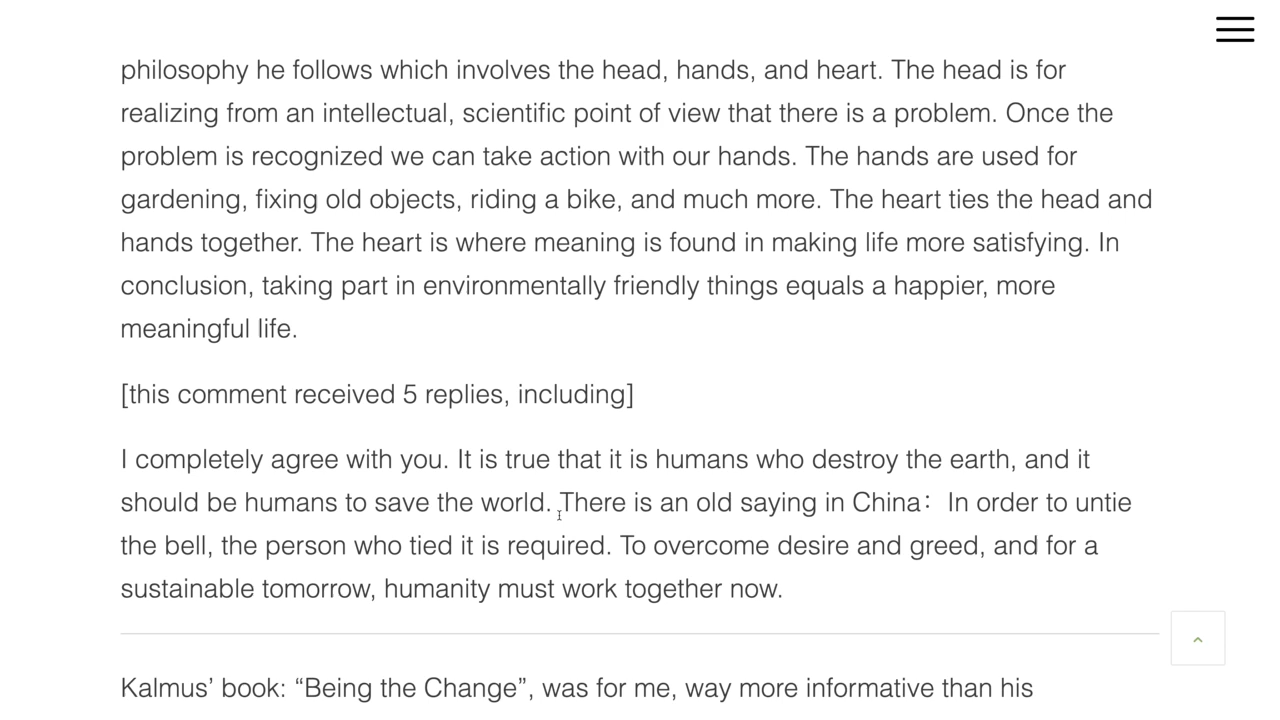 philosophy he follows which involves the head, hands, and heart. The head is for
realizing from an intellectual, scientific point of view that there is a problem. Once the
problem is recognized we can take action with our hands. The hands are used for
gardening, fixing old objects, riding a bike, and much more. The heart ties the head and
hands together. The heart is where meaning is found in making life more satisfying. In
conclusion, taking part in environmentally friendly things equals a happier, more
meaningful life.
[this comment received 5 replies, including]
I completely agree with you. It is true that it is humans who destroy the earth, and it
should be humans to save the world. There is an old saying in China：In order to untie
the bell, the person who tied it is required. To overcome desire and greed, and for a
sustainable tomorrow, humanity must work together now.
Kalmus’ book: “Being the Change”, was for me, way more informative than his